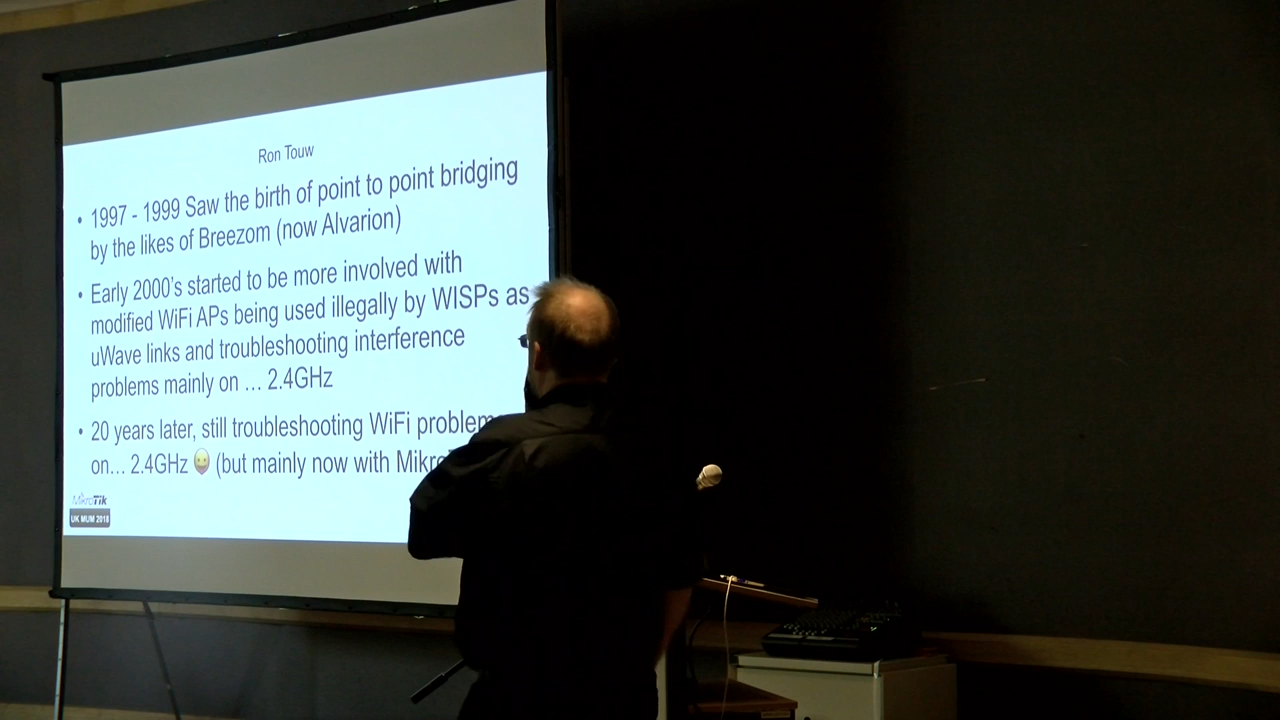 Ron Touw
• 1997 - 1999 Saw the birth of point to point bridging
by the likes of Breezom (now Alvarion)
• Early 2000's started to be more involved with
modified WiFi APs being used illegally by WISPs as
uWave links and troubleshooting interference
problems mainly on … 2.4GHz
• 20 years later, still troubleshooting WiFi
on… 2.4GHz (but mainly now with
MikroTik
UK MUM 2018